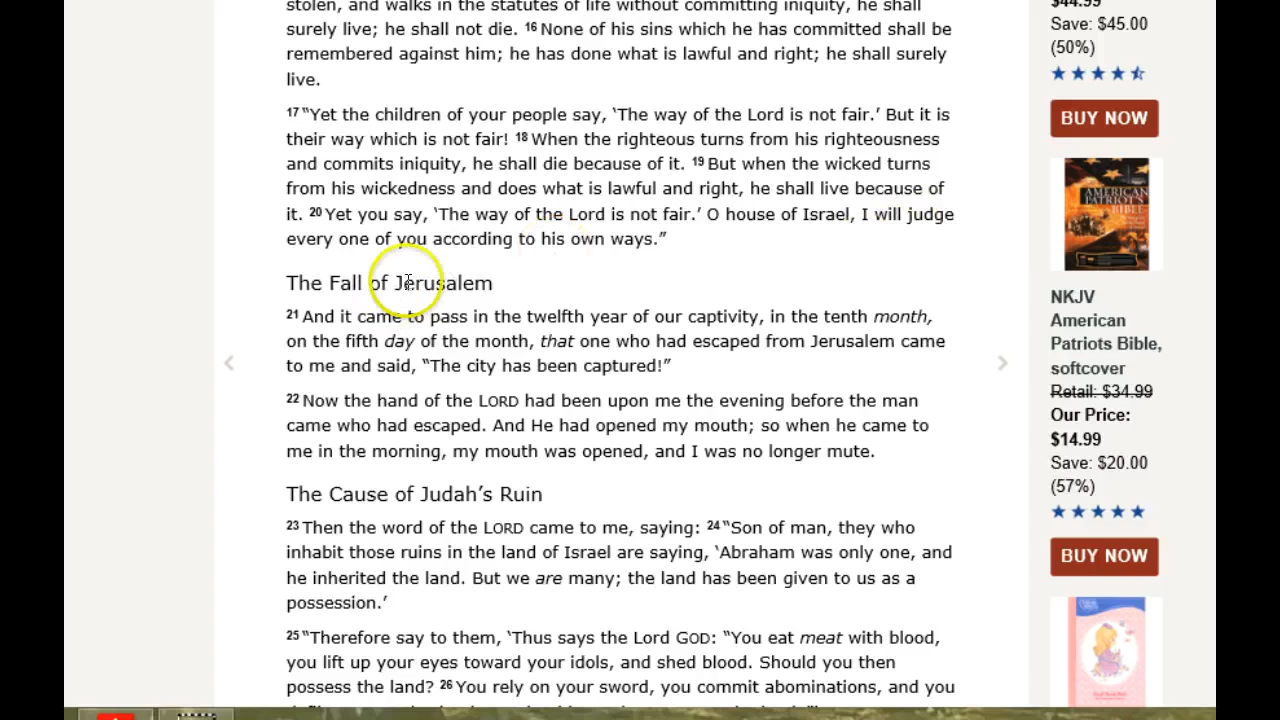 stolen, and walks in the statutes of life without committing iniquity, he shall
surely live; he shall not die. 16 None of his sins which he has committed shall be
remembered against him; he has done what is lawful and right; he shall surely
live.
17 “Yet the children of your people say, ‘The way of the Lord is not fair.’ But it is
their way which is not fair! 18 When the righteous turns from his righteousness
and commits iniquity, he shall die because of it. 19 But when the wicked turns
from his wickedness and does what is lawful and right, he shall live because of
it. 20 Yet you say, ‘The way of the Lord is not fair.’ O house of Israel, I will judge
every one of you according to his own ways.”
The Fall of Jerusalem
21 And it came to pass in the twelfth year of our captivity, in the tenth month,
on the fifth day of the month, that one who had escaped from Jerusalem came
to me and said, “The city has been captured!”
22 Now the hand of the LORD had been upon me the evening before the man
came who had escaped. And He had opened my mouth; so when he came to
me in the morning, my mouth was opened, and I was no longer mute.
The Cause of Judah’s Ruin
23 Then the word of the LORD came to me, saying: 24 “Son of man, they who
inhabit those ruins in the land of Israel are saying, ‘Abraham was only one, and
he inherited the land. But we are many; the land has been given to us as a
possession.’
25 “Therefore say to them, ‘Thus says the Lord GOD: “You eat meat with blood,
you lift up your eyes toward your idols, and shed blood. Should you then
possess the land? 26 You rely on your sword, you commit abominations, and you
$44.99
Save: $45.00
(50%)
BUY NOW
AMERICAN
PATRIOT'S
BIBLE
NKJV
American
Patriots Bible,
softcover
Retail: $34.99
Our Price:
$14.99
Save: $20.00
(57%)
BUY NOW